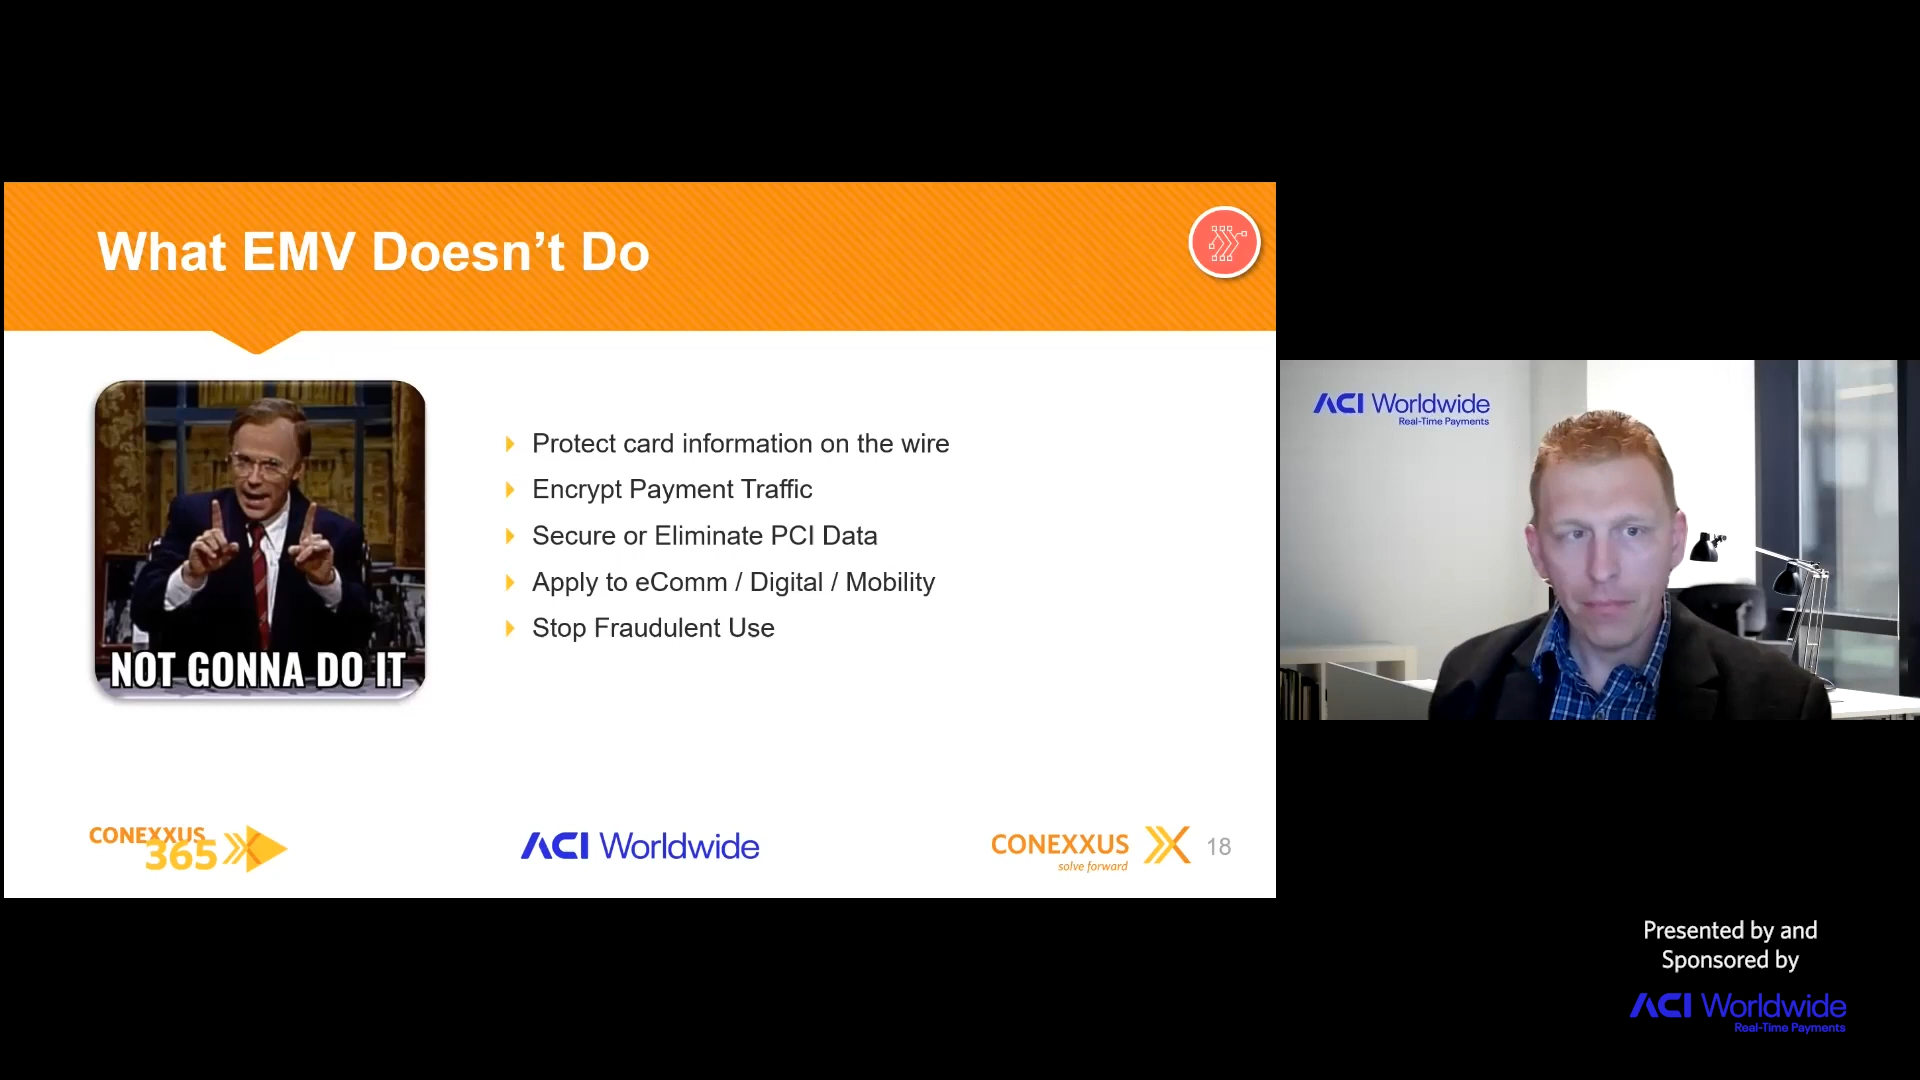 What EMV Doesn’t Do
NOT GONNA DO IT
Protect card information on the wire
Encrypt Payment Traffic
Secure or Eliminate PCI Data
Apply to eComm / Digital / Mobility
Stop Fraudulent Use
CONEXXUS
365
ACI Worldwide
CONEXXUS
solve forward
18
ACI Worldwide
Real-Time Payments
Presented by and
Sponsored by
ACI Worldwide
Real-Time Payments